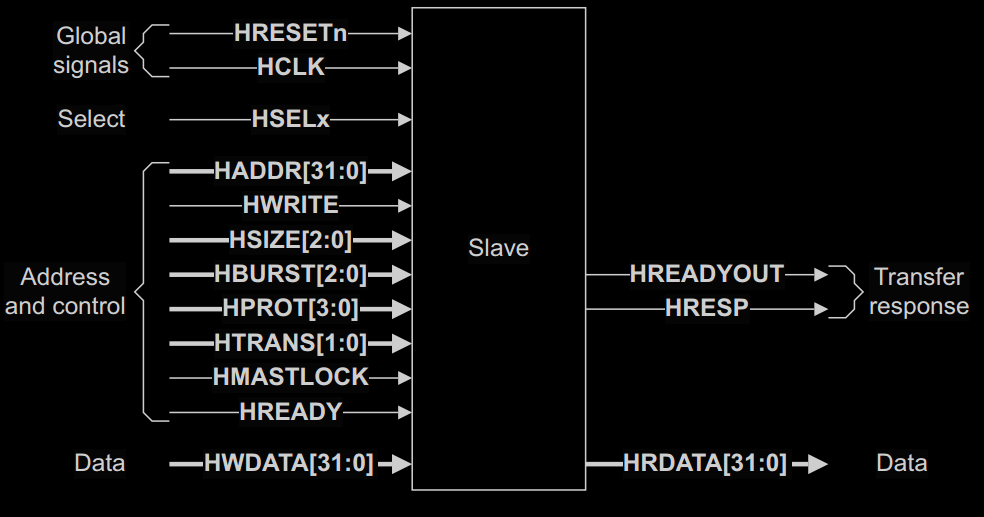 Global
signals
HRESETn
HCLK
Select
HSELx
Address
and control
HADDR[31:0]
HWRITE
HSIZE[2:0]
HBURST[2:0]
HPROT[3:0]
HTRANS[1:0]
HMASTLOCK
HREADY
Data
HWDATA[31:0]
Slave
HREADYOUT
HRESP
Transfer
response
HRDATA[31:0]
Data